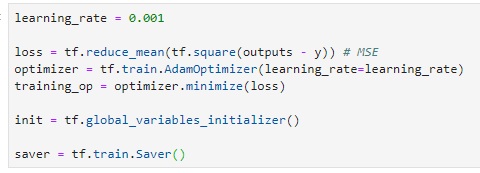 learning_rate = 0.001
loss = tf.reduce_mean(tf.square(outputs - y)) # MSE
optimizer = tf.train.AdamOptimizer(learning_rate=learning_rate)
training_op = optimizer.minimize(loss)
init = tf.global_variables_initializer()
saver = tf.train.Saver()